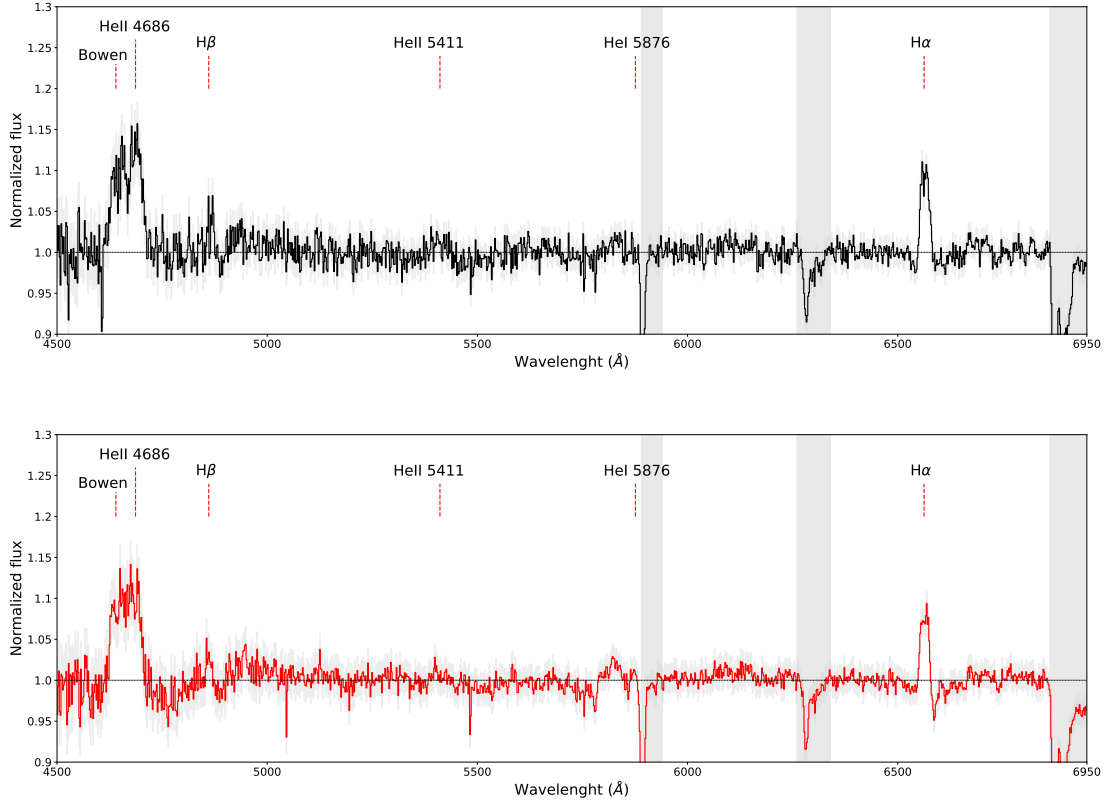 1.3
1.25
1.2
1.15
1.1
1.05
1.0
0.95
0.9
Normalized flux
HeII 4686
Bowen
Hβ
HeII 5411
HeI 5876
Hα
4500
5000
5500
6000
6500
6950
Wavelenght (Å)
1.3
1.25
1.2
1.15
1.1
1.05
1.0
0.95
0.9
Normalized flux
HeII 4686
Bowen
Hβ
HeII 5411
HeI 5876
Hα
4500
5000
5500
6000
6500
6950
Wavelenght (Å)